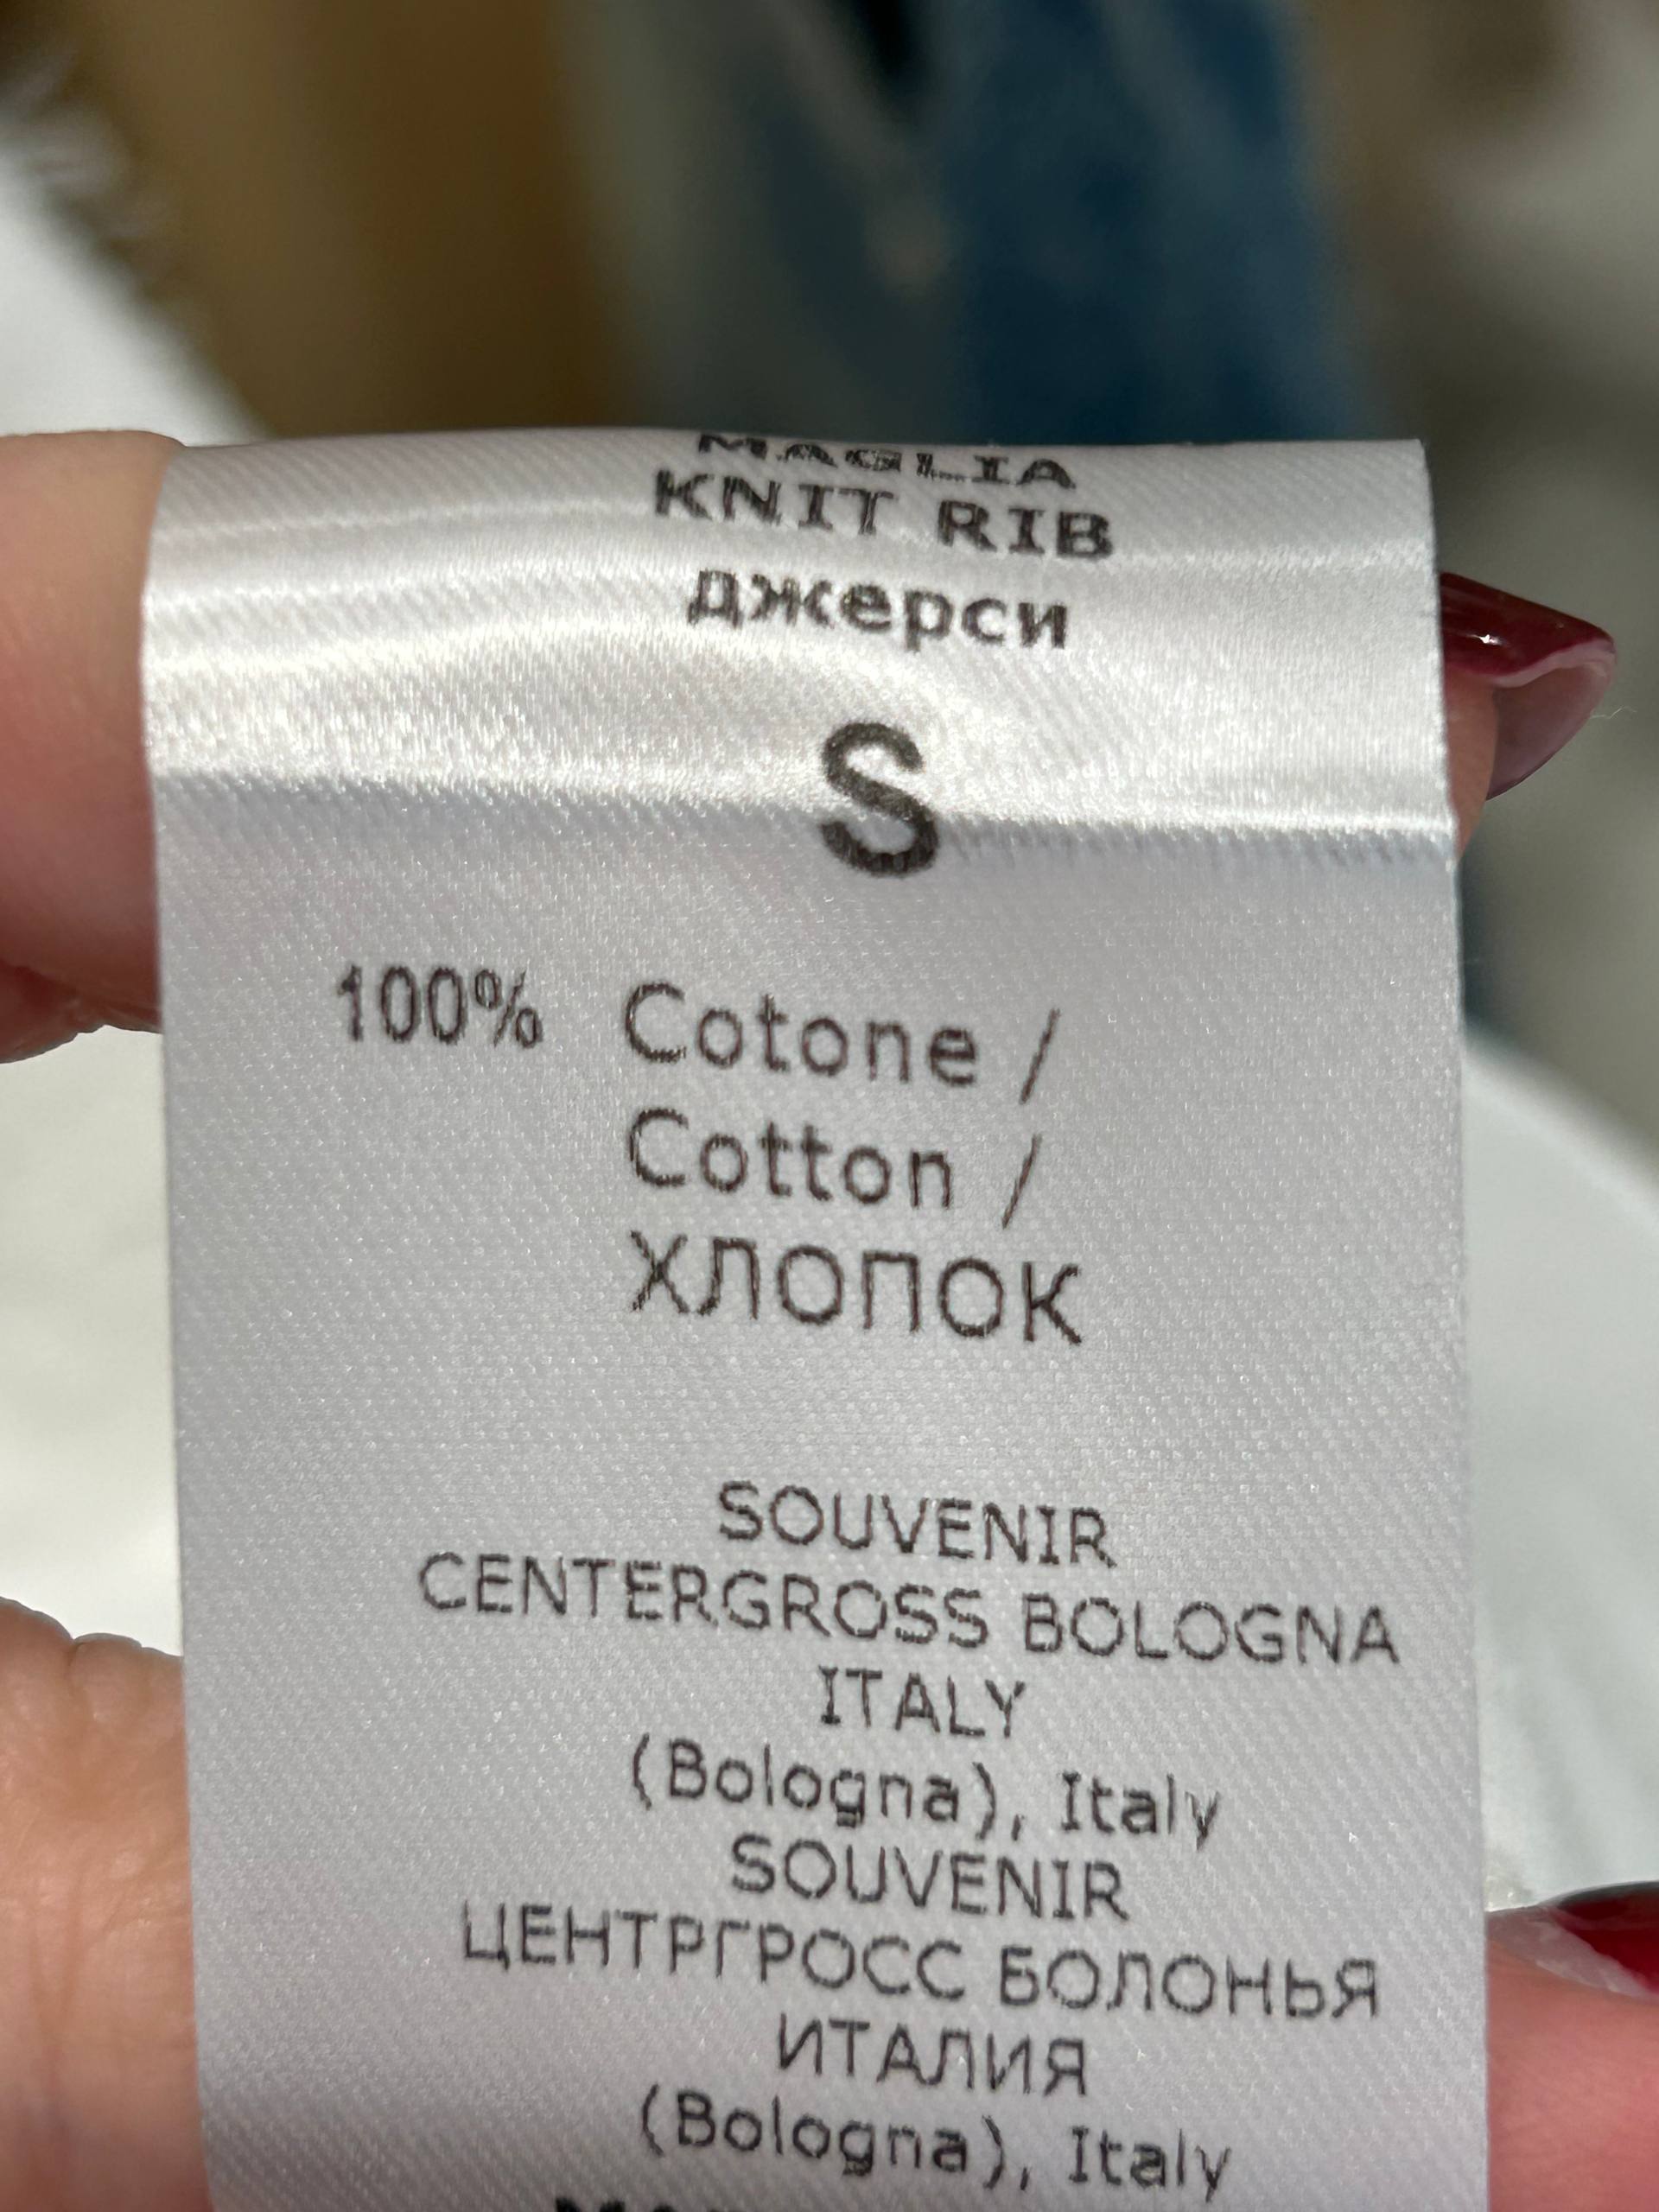 MAGLIA
KNIT RIB
джерси
S
100% Cotone /
Cotton /
ХЛОПОК
SOUVENIR
CENTERGROSS BOLOGNA
ITALY
(Bologna), Italy
SOUVENIR
ЦЕНТРГРОСС БОЛОНЬЯ
ИТАЛИЯ
(Bologna), Italy